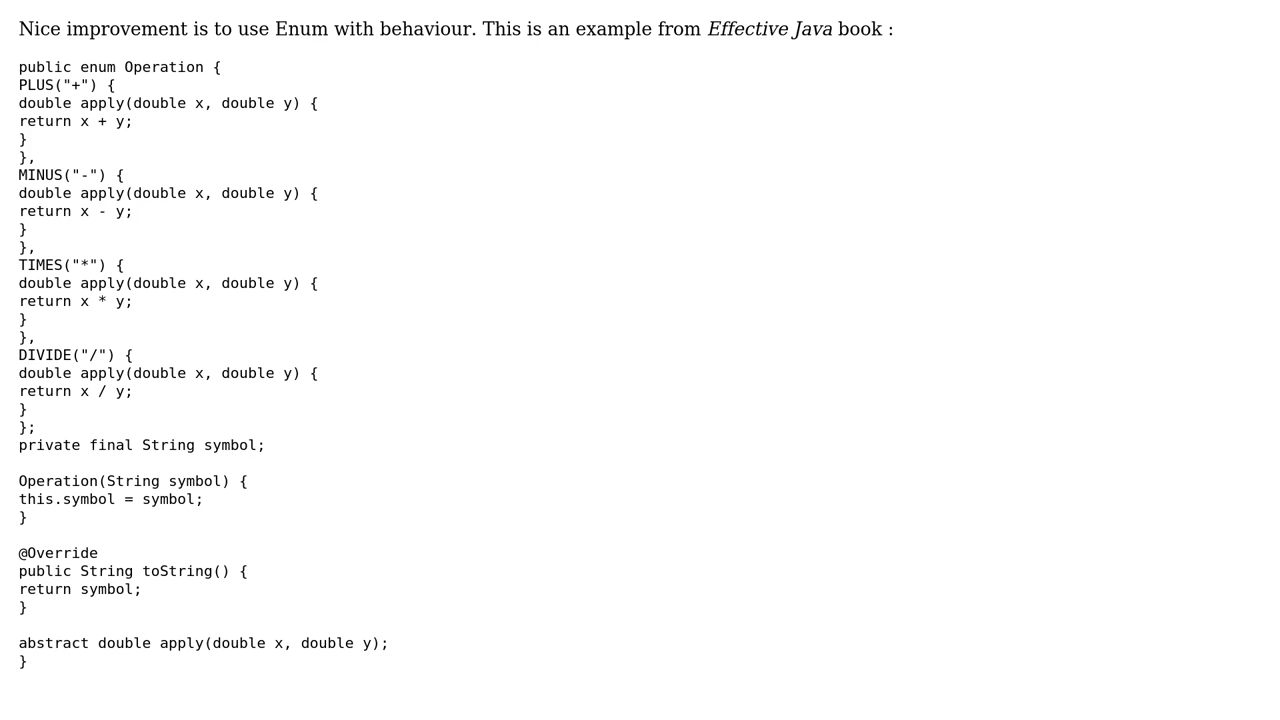 Nice improvement is to use Enum with behaviour. This is an example from Effective Java book :
public enum Operation {
PLUS("+") {
double apply(double x, double y) {
return x + y;
}
},
MINUS("-") {
double apply(double x, double y) {
return x - y;
}
},
TIMES("*") {
double apply(double x, double y) {
return x * y;
}
},
DIVIDE("/") {
double apply(double x, double y) {
return x / y;
}
};
private final String symbol;

Operation(String symbol) {
this.symbol = symbol;
}

@Override
public String toString() {
return symbol;
}

abstract double apply(double x, double y);
}